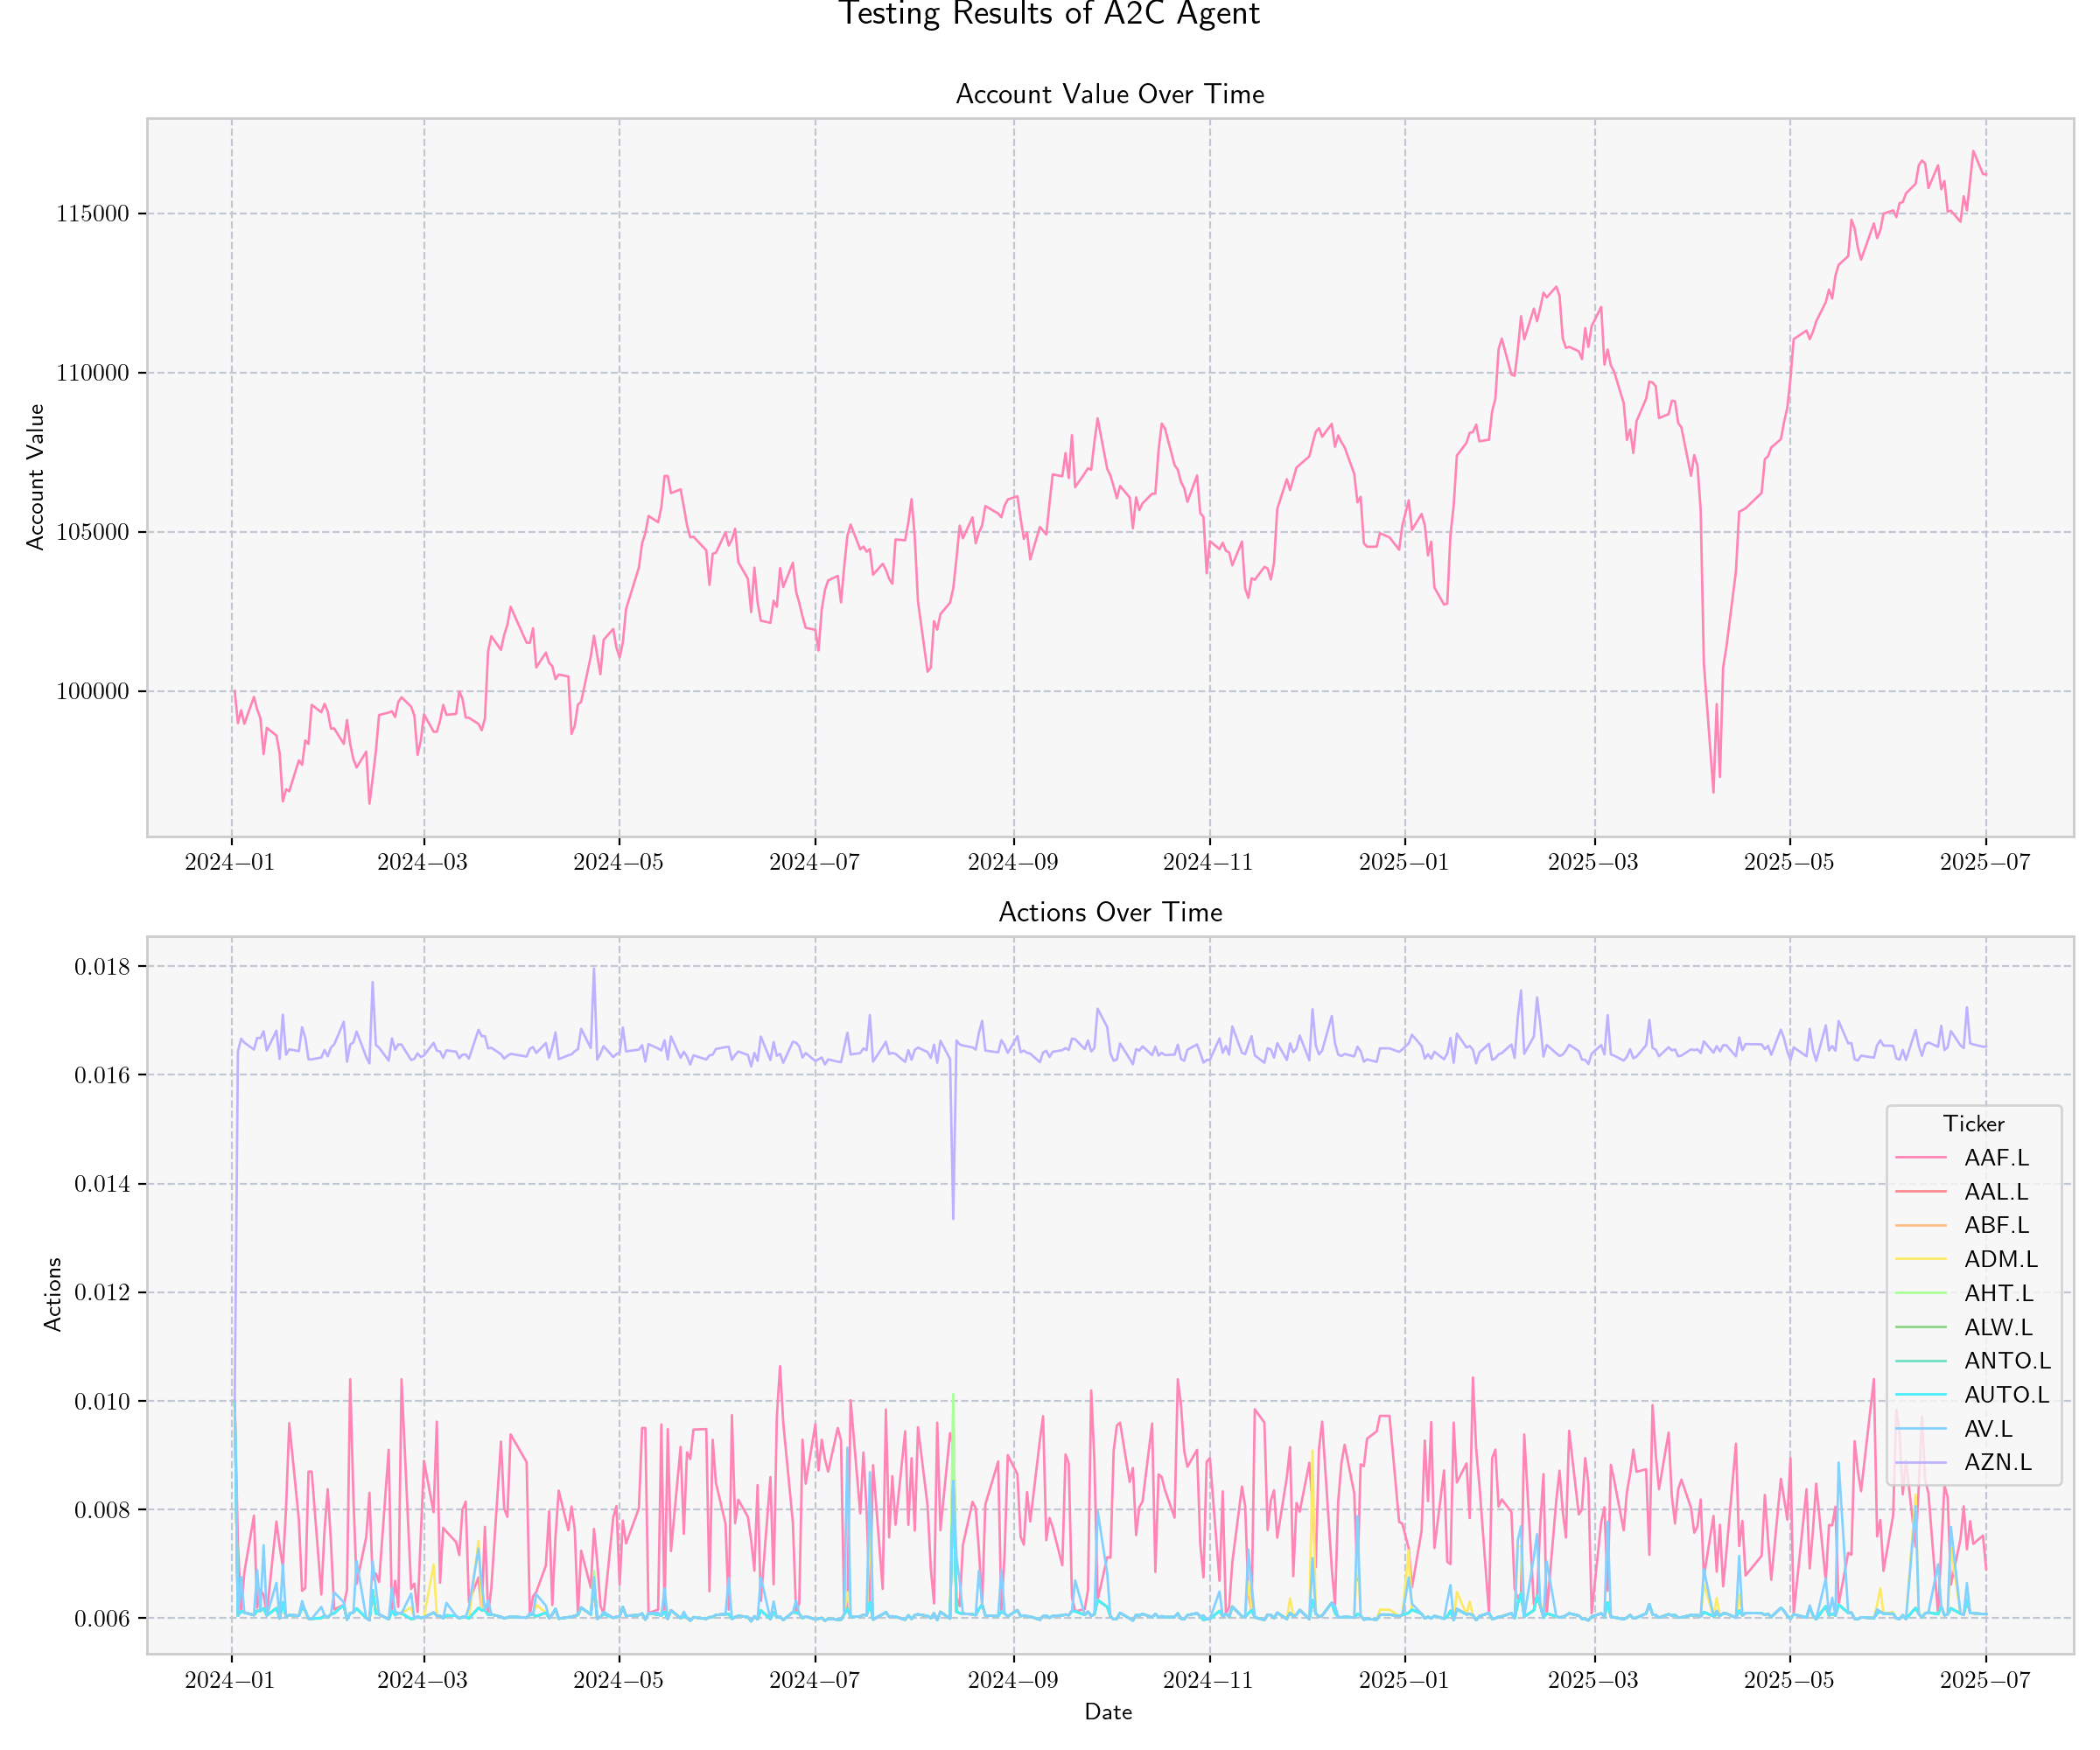 Testing Results of A2C Agent
Account Value Over Time
Account Value
115000
110000
105000
100000
2024–01 2024–03 2024–05 2024–07 2024–09 2024–11 2025–01 2025–03 2025–05 2025–07
Actions Over Time
Actions
0.018
0.016
0.014
0.012
0.010
0.008
0.006
Ticker
AAF.L
AAL.L
ABF.L
ADM.L
AHT.L
ALW.L
ANTO.L
AUTO.L
AV.L
AZN.L
2024–01 2024–03 2024–05 2024–07 2024–09 2024–11 2025–01 2025–03 2025–05 2025–07
Date